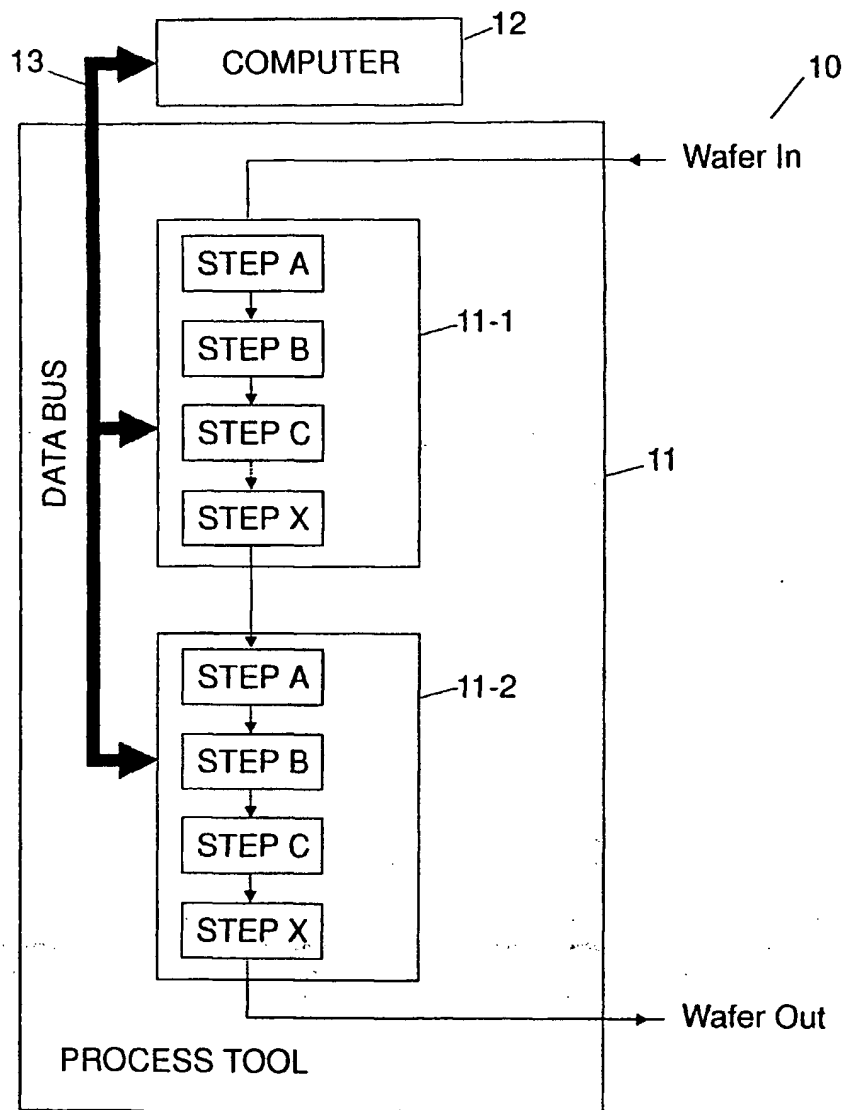 12
COMPUTER
13
10
Wafer In
STEP A
STEP B
11-1
STEP C
STEP X
DATA BUS
11
STEP A
11-2
STEP B
STEP C
STEP X
Wafer Out
PROCESS TOOL